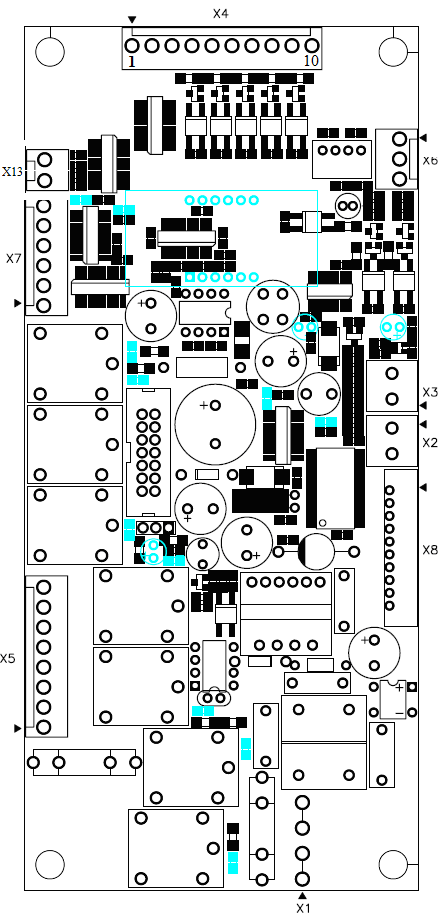 X4
1 10
X13
X6
X7
+
+
X3
+
X2
+
X8
+
+
X5
+
+
−
X1